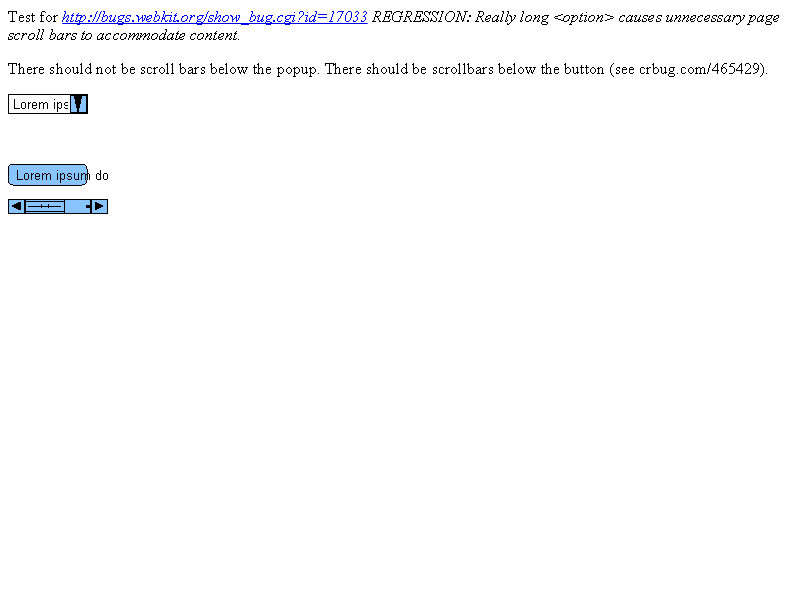 Test for http://bugs.webkit.org/show_bug.cgi?id=17033 REGRESSION: Really long <option> causes unnecessary page
scroll bars to accommodate content.
There should not be scroll bars below the popup. There should be scrollbars below the button (see crbug.com/465429).
Lorem ips
Lorem ipsum do